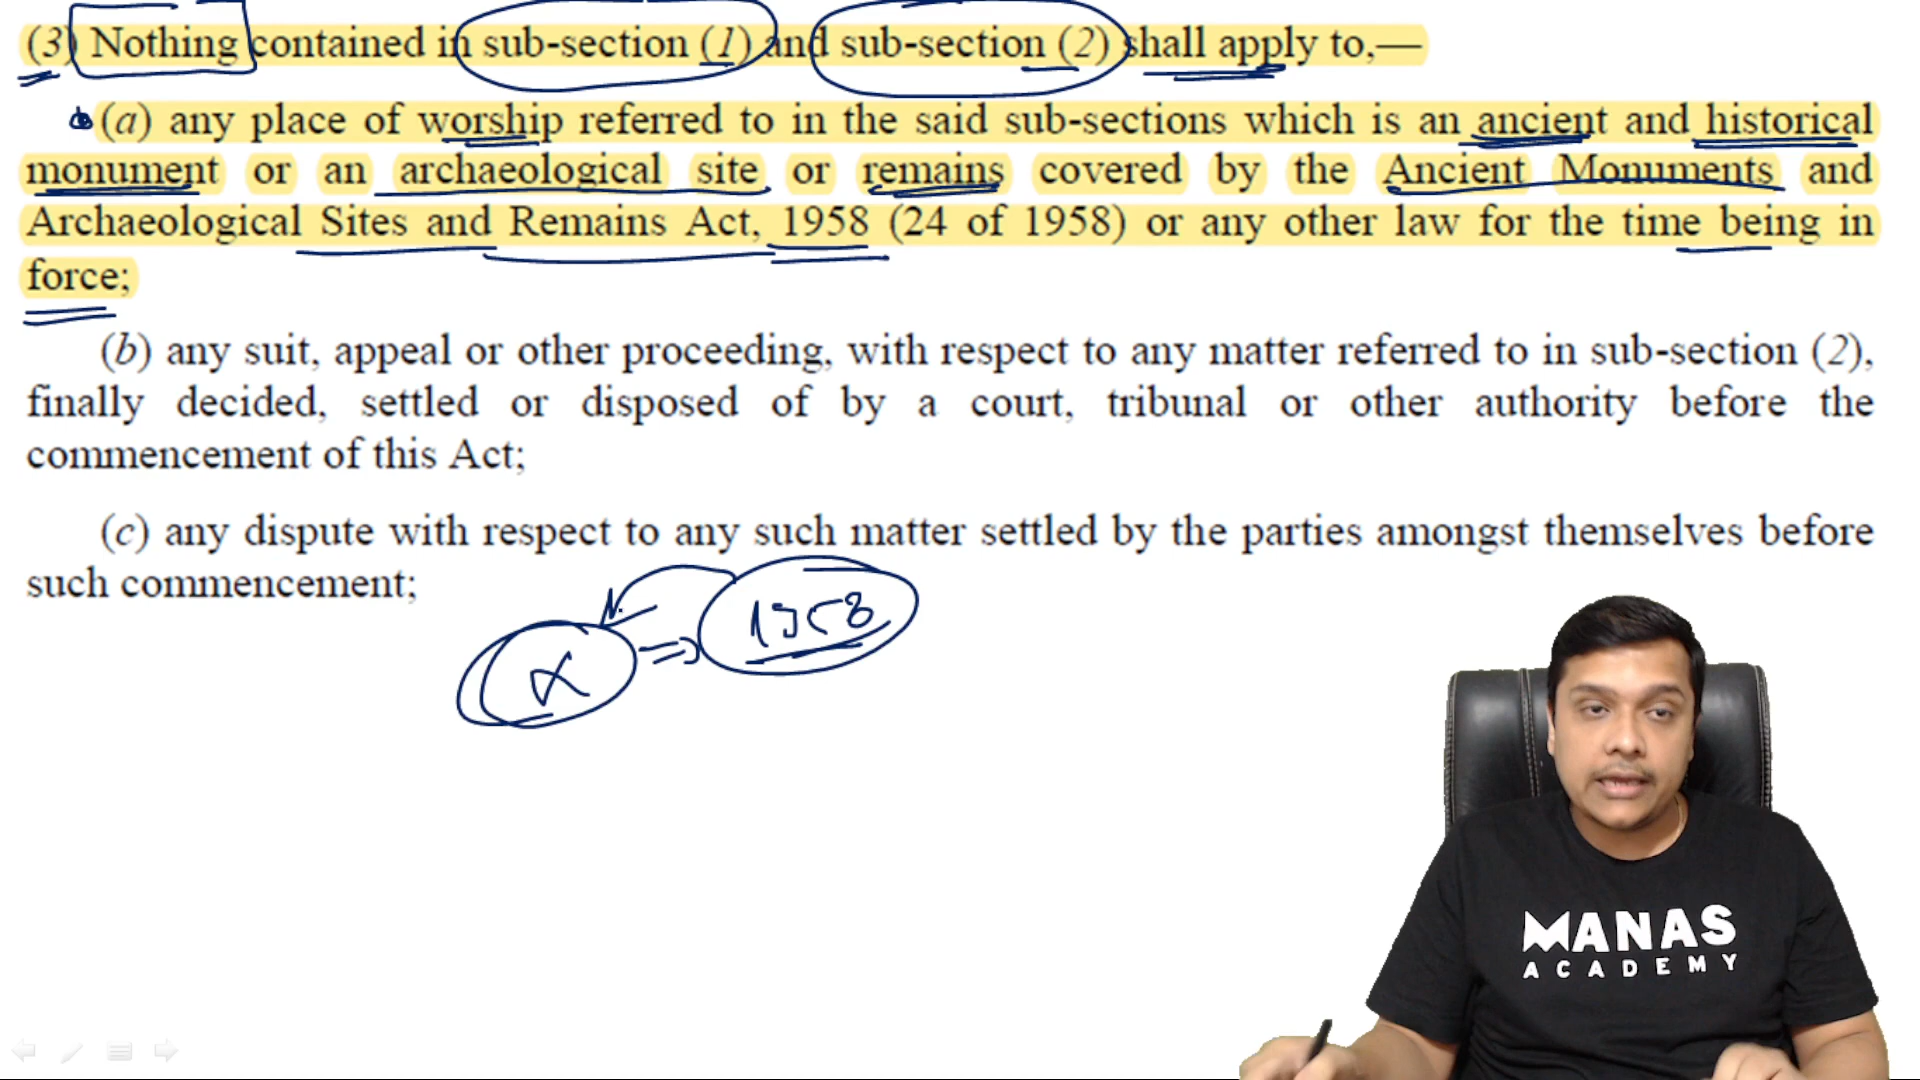 (3) Nothing contained in sub-section (1) and sub-section (2) shall apply to,—
(a) any place of worship referred to in the said sub-sections which is an ancient and historical
monument or an archaeological site or remains covered by the Ancient Monuments and
Archaeological Sites and Remains Act, 1958 (24 of 1958) or any other law for the time being in
force;
(b) any suit, appeal or other proceeding, with respect to any matter referred to in sub-section (2),
finally decided, settled or disposed of by a court, tribunal or other authority before the
commencement of this Act;
(c) any dispute with respect to any such matter settled by the parties amongst themselves before
such commencement;
1958
MANAS
ACADEMY